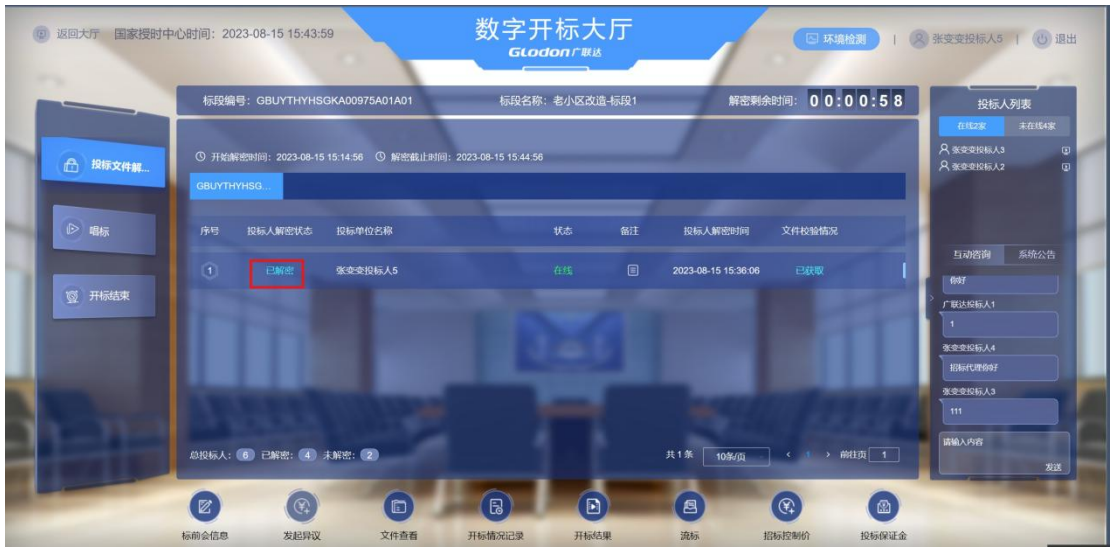 返回大厅 国家授时中心时间：2023-08-15 15:43:59
数字开标大厅
GLodon广联达
环境检测 | 张变变投标人5 | 退出
标段编号：GBUYTHYHSGKA00975A01A01 标段名称：老小区改造-标段1 解密剩余时间：00:00:58
投标人列表
在线2家 未在线4家
张变变投标人3
张变变投标人2
投标文件解...
唱标
开标结束
开始解密时间：2023-08-15 15:14:56 解密截止时间：2023-08-15 15:44:56
GBUYTHYHSG...
序号 投标人解密状态 投标单位名称 状态 备注 投标人解密时间 文件校验情况
1 已解密 张变变投标人5 在线 2023-08-15 15:36:06 已获取
总投标人：6 已解密：4 未解密：2
共1条 10条/页 < 1 > 前往页 1
互动咨询 系统公告
你好
广联达投标人1
1
张变变投标人4
招标代理你好
张变变投标人3
111
请输入内容
发送
标前会信息 发起异议 文件查看 开标情况记录 开标结果 流标 招标控制价 投标保证金